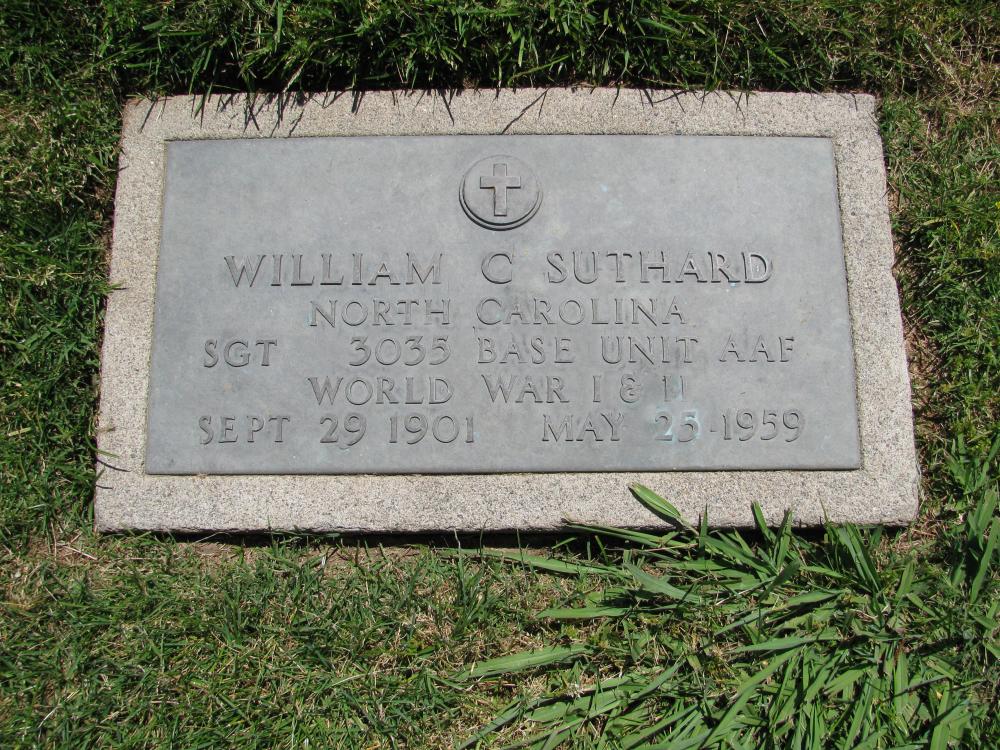 WILLIAM C SUTHARD
NORTH CAROLINA
SGT 3035 BASE UNIT AAF
WORLD WAR I & II
SEPT 29 1901 MAY 25 1959